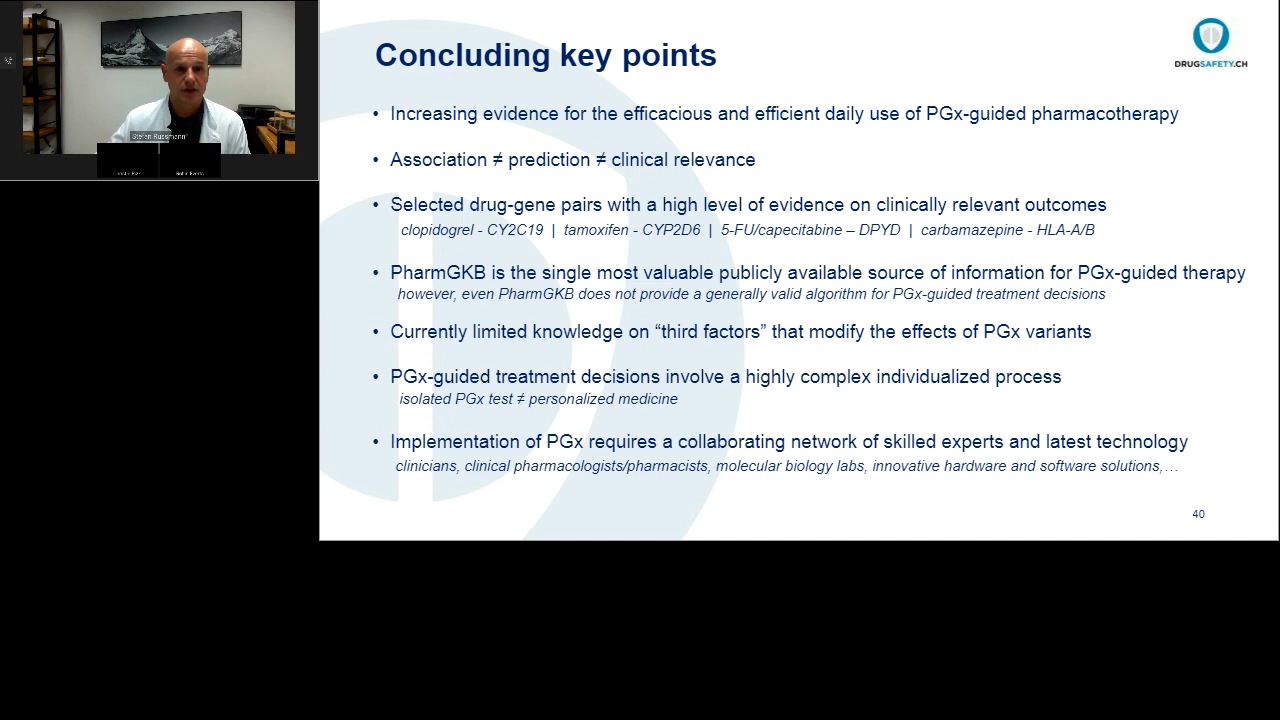 Concluding key points
DRUGSAFETY.CH
• Increasing evidence for the efficacious and efficient daily use of PGx-guided pharmacotherapy
• Association ≠ prediction ≠ clinical relevance
• Selected drug-gene pairs with a high level of evidence on clinically relevant outcomes
clopidogrel - CY2C19 | tamoxifen - CYP2D6 | 5-FU/capecitabine – DPYD | carbamazepine - HLA-A/B
• PharmGKB is the single most valuable publicly available source of information for PGx-guided therapy
however, even PharmGKB does not provide a generally valid algorithm for PGx-guided treatment decisions
• Currently limited knowledge on “third factors” that modify the effects of PGx variants
• PGx-guided treatment decisions involve a highly complex individualized process
isolated PGx test ≠ personalized medicine
• Implementation of PGx requires a collaborating network of skilled experts and latest technology
clinicians, clinical pharmacologists/pharmacists, molecular biology labs, innovative hardware and software solutions,…
40
Stefan Russmann